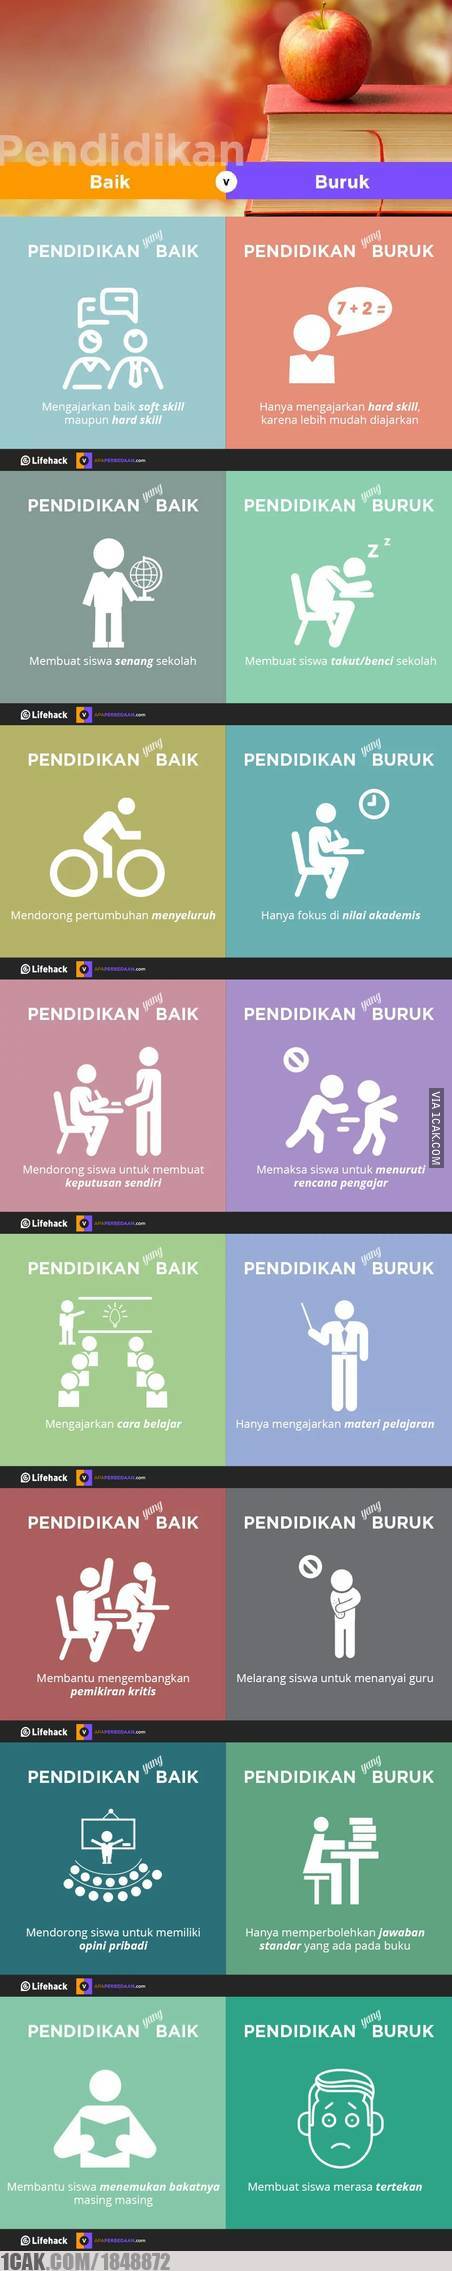 Pendidikan
Baik v Buruk
PENDIDIKAN yang BAIK
Mengajarkan baik soft skill
maupun hard skill
PENDIDIKAN yang BURUK
7 + 2 =
Hanya mengajarkan hard skill,
karena lebih mudah diajarkan
Lifehack v APAPERBEDAAN.com
PENDIDIKAN yang BAIK
Membuat siswa senang sekolah
PENDIDIKAN yang BURUK
z z
Membuat siswa takut/benci sekolah
Lifehack v APAPERBEDAAN.com
PENDIDIKAN yang BAIK
Mendorong pertumbuhan menyeluruh
PENDIDIKAN yang BURUK
Hanya fokus di nilai akademis
Lifehack v APAPERBEDAAN.com
PENDIDIKAN yang BAIK
Mendorong siswa untuk membuat
keputusan sendiri
PENDIDIKAN yang BURUK
Memaksa siswa untuk menuruti
rencana pengajar
VIA 1CAK.COM
Lifehack v APAPERBEDAAN.com
PENDIDIKAN yang BAIK
Mengajarkan cara belajar
PENDIDIKAN yang BURUK
Hanya mengajarkan materi pelajaran
Lifehack v APAPERBEDAAN.com
PENDIDIKAN yang BAIK
Membantu mengembangkan
pemikiran kritis
PENDIDIKAN yang BURUK
Melarang siswa untuk menanyai guru
Lifehack v APAPERBEDAAN.com
PENDIDIKAN yang BAIK
Mendorong siswa untuk memiliki
opini pribadi
PENDIDIKAN yang BURUK
Hanya memperbolehkan jawaban
standar yang ada pada buku
Lifehack v APAPERBEDAAN.com
PENDIDIKAN yang BAIK
Membantu siswa menemukan bakatnya
masing masing
PENDIDIKAN yang BURUK
Membuat siswa merasa tertekan
Lifehack v APAPERBEDAAN.com
1CAK.COM/1848872